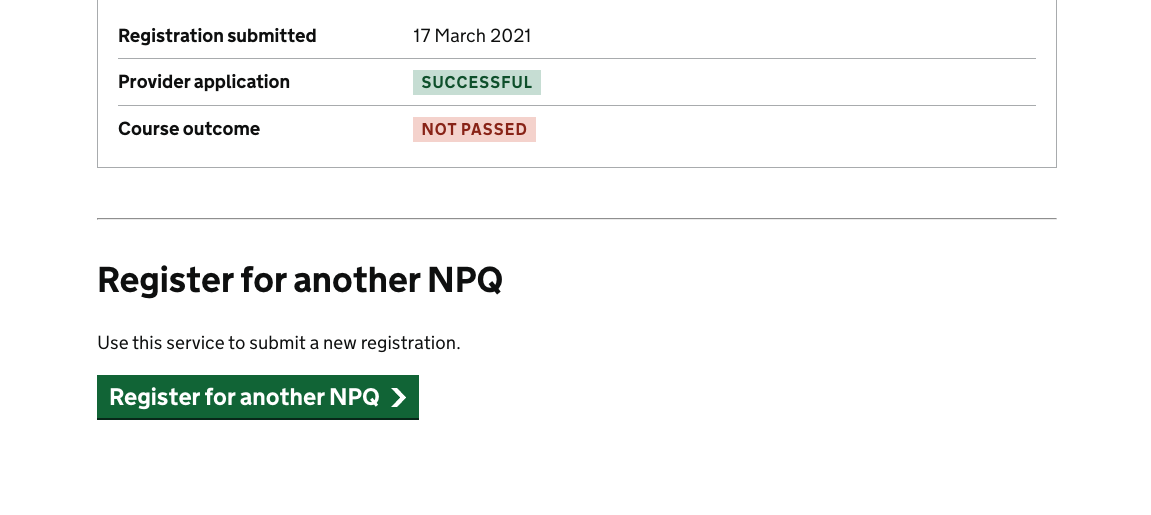 Registration submitted 17 March 2021
Provider application SUCCESSFUL
Course outcome NOT PASSED
Register for another NPQ
Use this service to submit a new registration.
Register for another NPQ